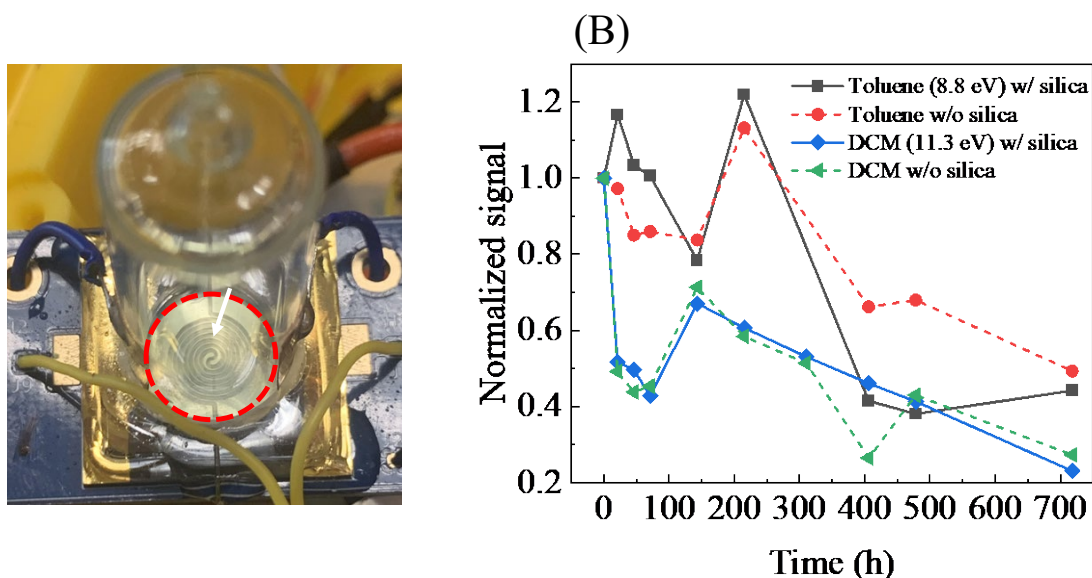 (B)
Toluene (8.8 eV) w/ silica
Toluene w/o silica
DCM (11.3 eV) w/ silica
DCM w/o silica
Normalized signal
1.2
1.0
0.8
0.6
0.4
0.2
0 100 200 300 400 500 600 700
Time (h)